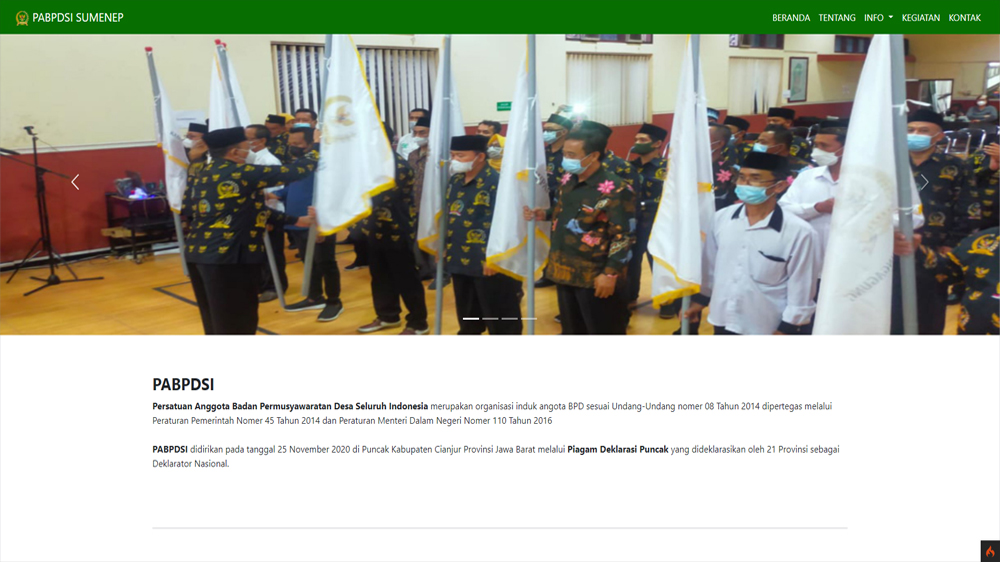 PABPDSI SUMENEP
BERANDA TENTANG INFO KEGIATAN KONTAK
PABPDSI
Persatuan Anggota Badan Permusyawaratan Desa Seluruh Indonesia merupakan organisasi induk angota BPD sesuai Undang-Undang nomer 08 Tahun 2014 dipertegas melalui
Peraturan Pemerintah Nomer 45 Tahun 2014 dan Peraturan Menteri Dalam Negeri Nomer 110 Tahun 2016
PABPDSI didirikan pada tanggal 25 November 2020 di Puncak Kabupaten Cianjur Provinsi Jawa Barat melalui Piagam Deklarasi Puncak yang dideklarasikan oleh 21 Provinsi sebagai
Deklarator Nasional.